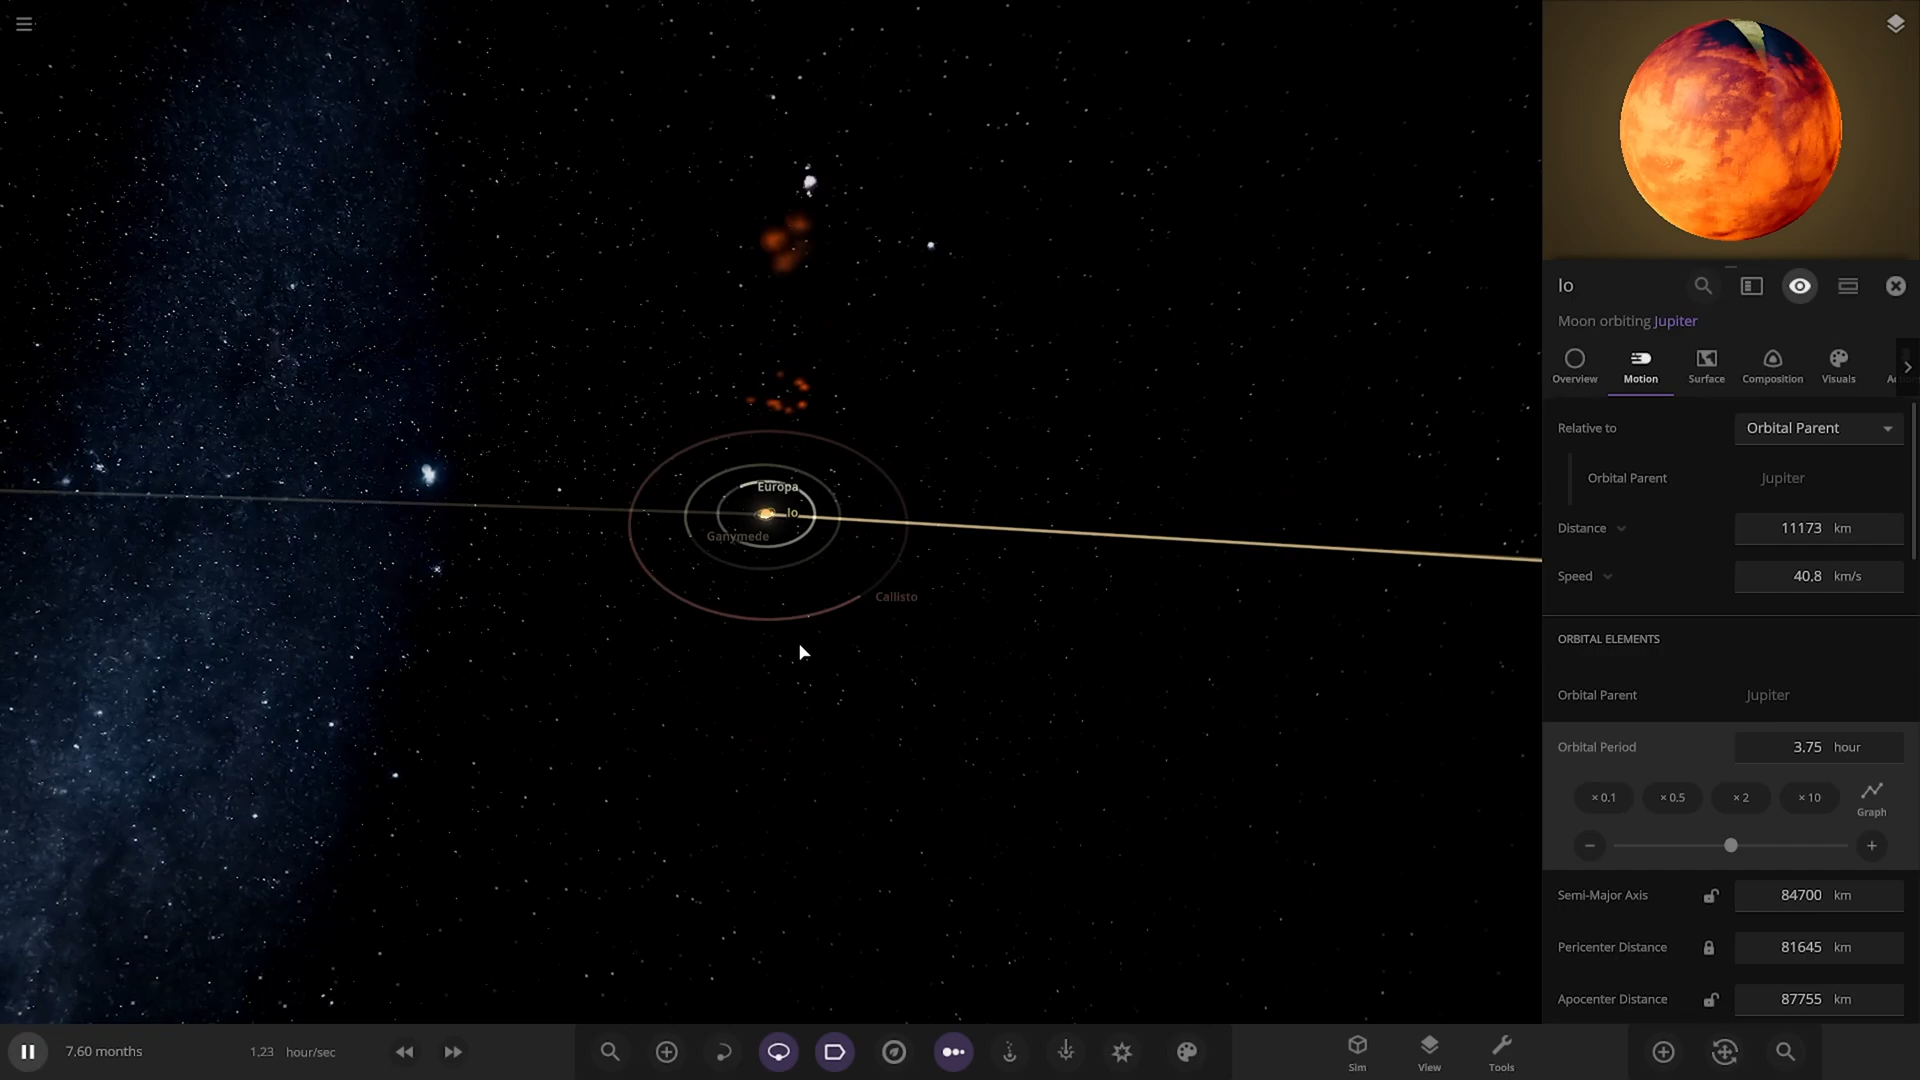 Europa
Io
Ganymede
Callisto
Io
Moon orbiting Jupiter
Overview
Motion
Surface
Composition
Visuals
Relative to
Orbital Parent
Orbital Parent
Jupiter
Distance
11173 km
Speed
40.8 km/s
ORBITAL ELEMENTS
Orbital Parent
Jupiter
Orbital Period
3.75 hour
× 0.1
× 0.5
× 2
× 10
Graph
Semi-Major Axis
84700 km
Pericenter Distance
81645 km
Apocenter Distance
87755 km
7.60 months
1.23 hour/sec
Sim
View
Tools